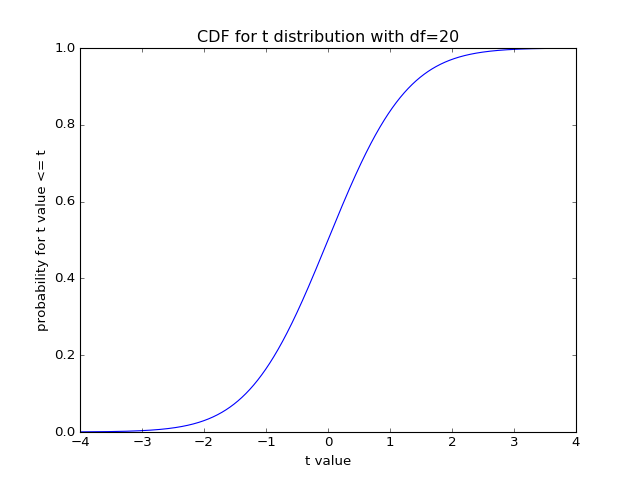 CDF for t distribution with df=20
1.0
0.8
0.6
0.4
0.2
0.0
probability for t value <= t
−4 −3 −2 −1 0 1 2 3 4
t value